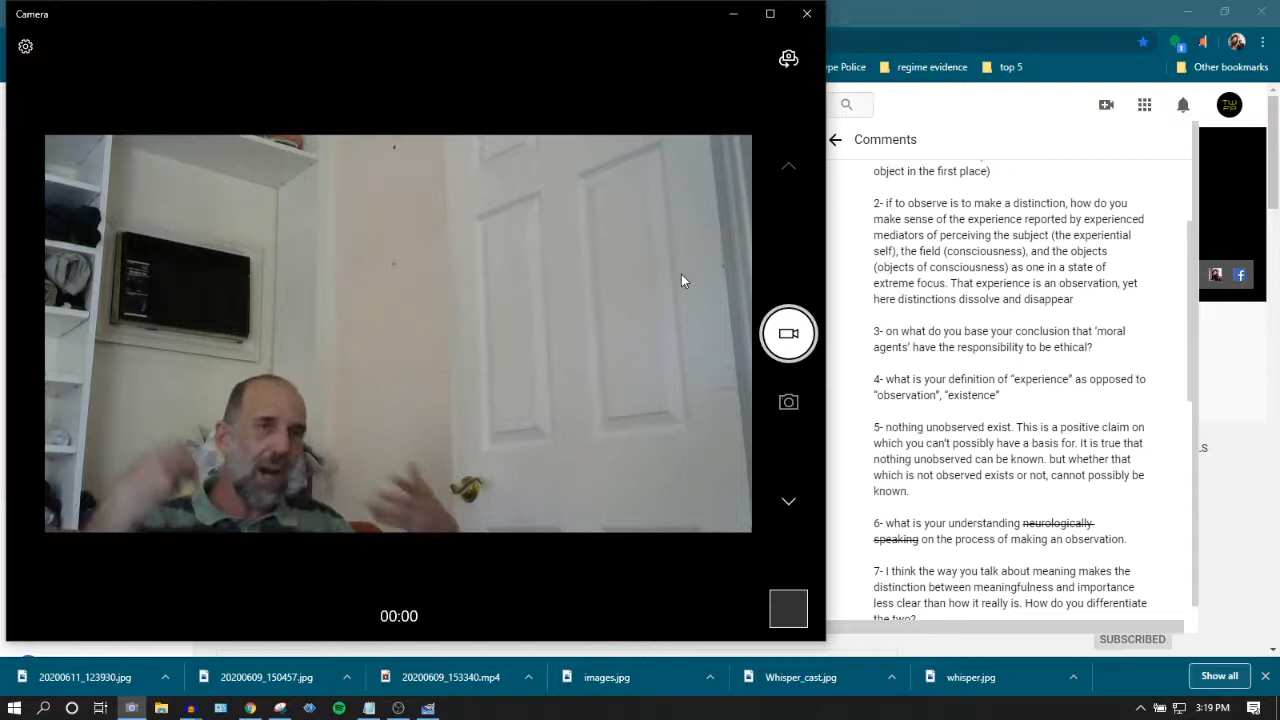 Camera
ype Police
regime evidence
top 5
Other bookmarks
1
TW
FP
Comments
object in the first place)
2- if to observe is to make a distinction, how do you
make sense of the experience reported by experienced
mediators of perceiving the subject (the experiential
self), the field (consciousness), and the objects
(objects of consciousness) as one in a state of
extreme focus. That experience is an observation, yet
here distinctions dissolve and disappear
3- on what do you base your conclusion that ‘moral
agents’ have the responsibility to be ethical?
4- what is your definition of “experience” as opposed to
“observation”, “existence”
5- nothing unobserved exist. This is a positive claim on
which you can’t possibly have a basis for. It is true that
nothing unobserved can be known. but whether that
which is not observed exists or not, cannot possibly be
known.
6- what is your understanding neurologically
speaking on the process of making an observation.
7- I think the way you talk about meaning makes the
distinction between meaningfulness and importance
less clear than how it really is. How do you differentiate
the two?
LS
SUBSCRIBED
00:00
20200611_123930.jpg
20200609_150457.jpg
20200609_153340.mp4
images.jpg
Whisper_cast.jpg
whisper.jpg
Show all
3:19 PM